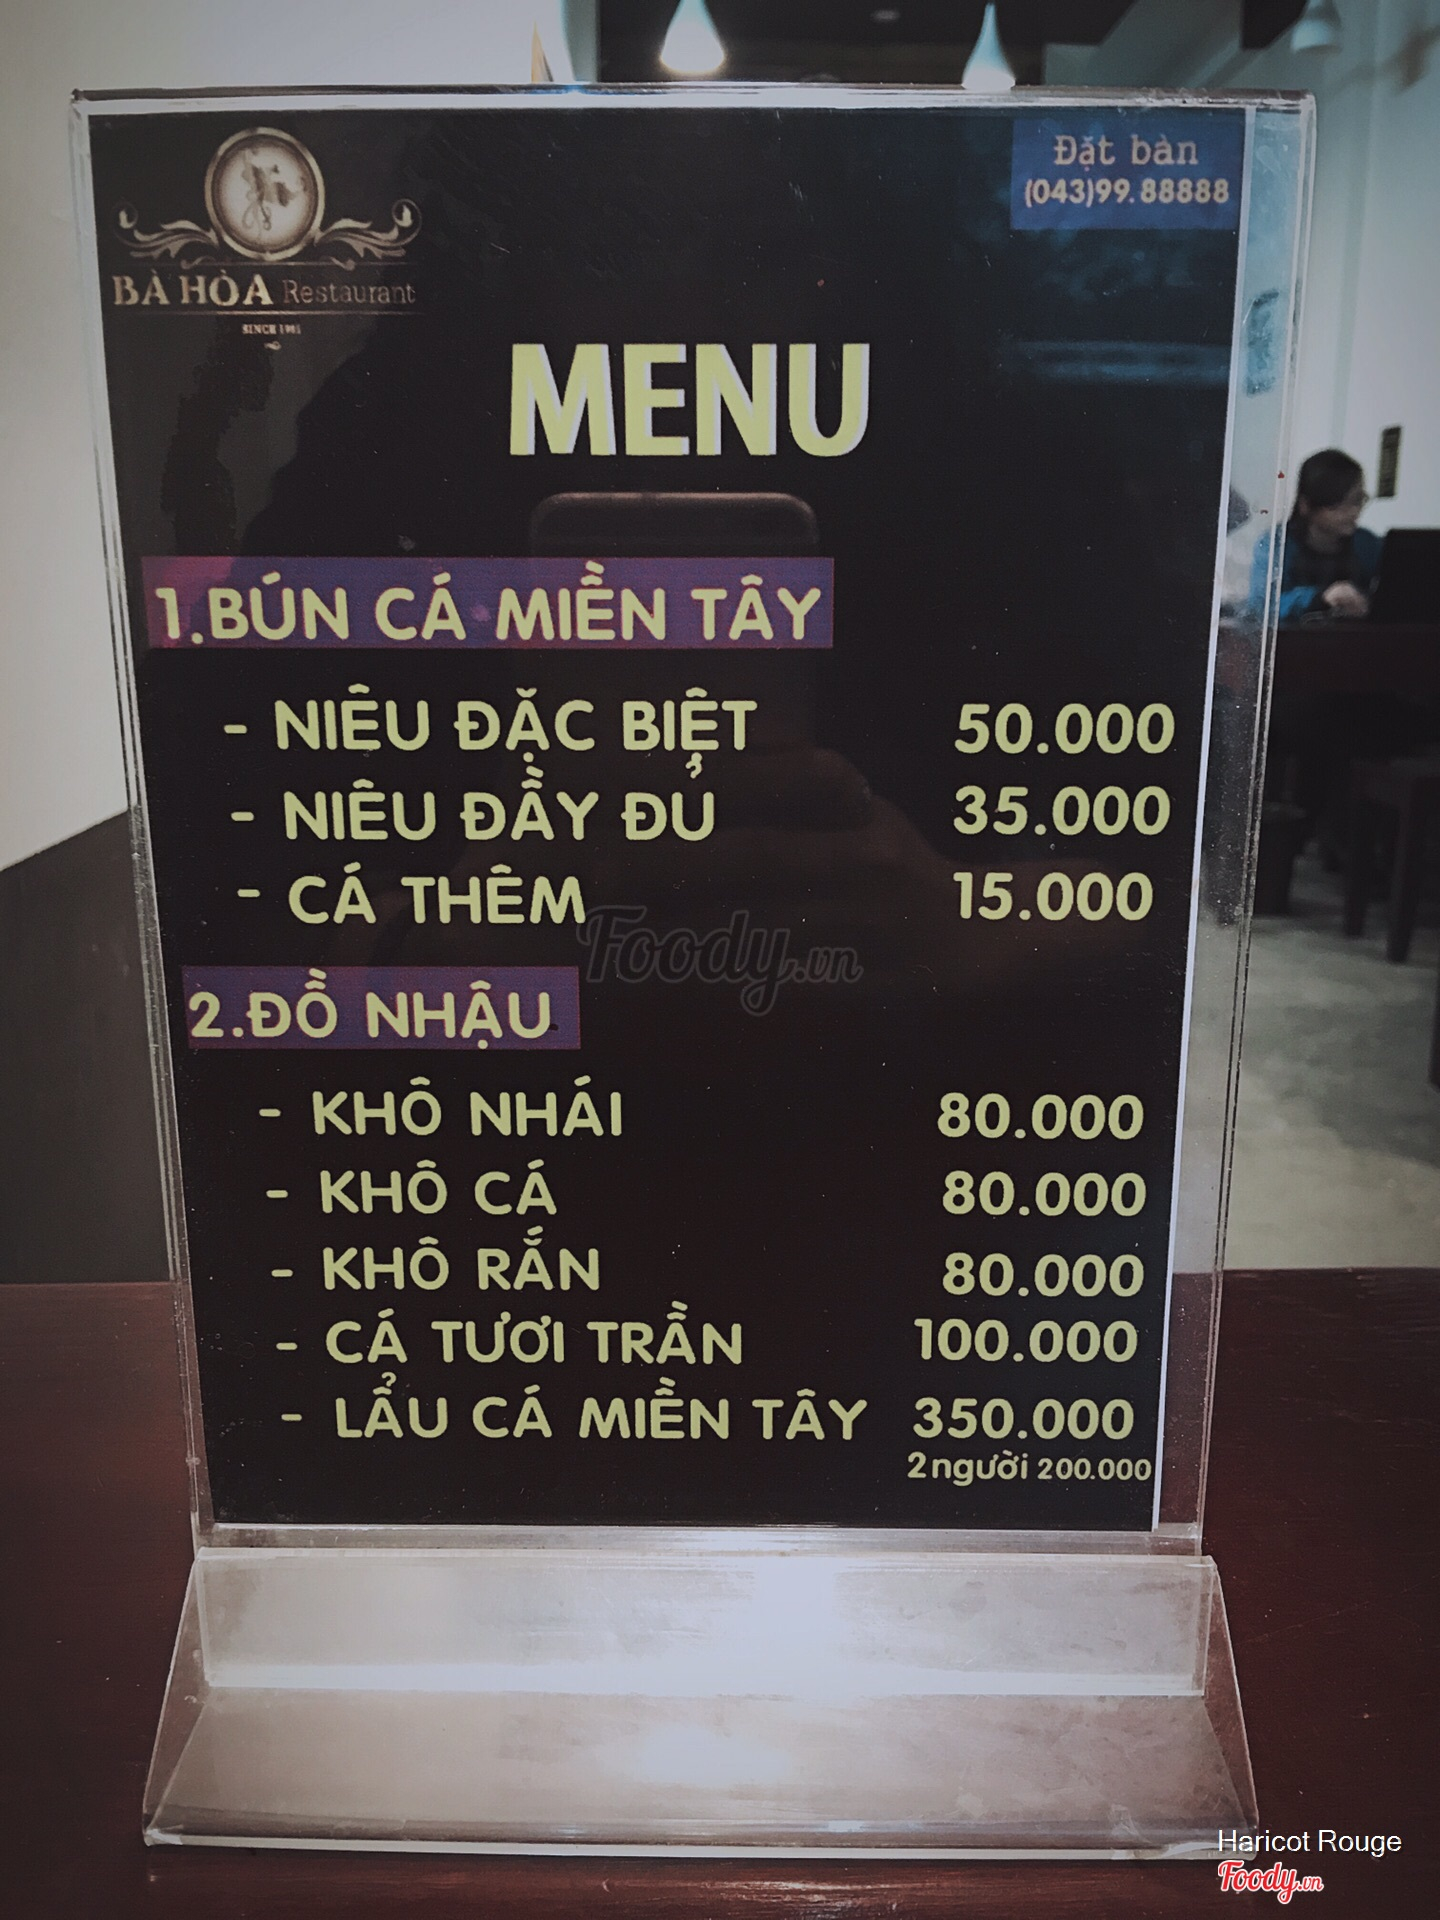 Đặt bàn
(043)99.88888
BÀ HÒA Restaurant
SINCE
MENU
1.BÚN CÁ MIỀN TÂY
- NIÊU ĐẶC BIỆT 50.000
- NIÊU ĐẦY ĐỦ 35.000
- CÁ THÊM 15.000
Foody.vn
2.ĐỒ NHẬU
- KHÔ NHÁI 80.000
- KHÔ CÁ 80.000
- KHÔ RẮN 80.000
- CÁ TƯƠI TRẦN 100.000
- LẨU CÁ MIỀN TÂY 350.000
2người 200.000
Haricot Rouge
Foody.vn